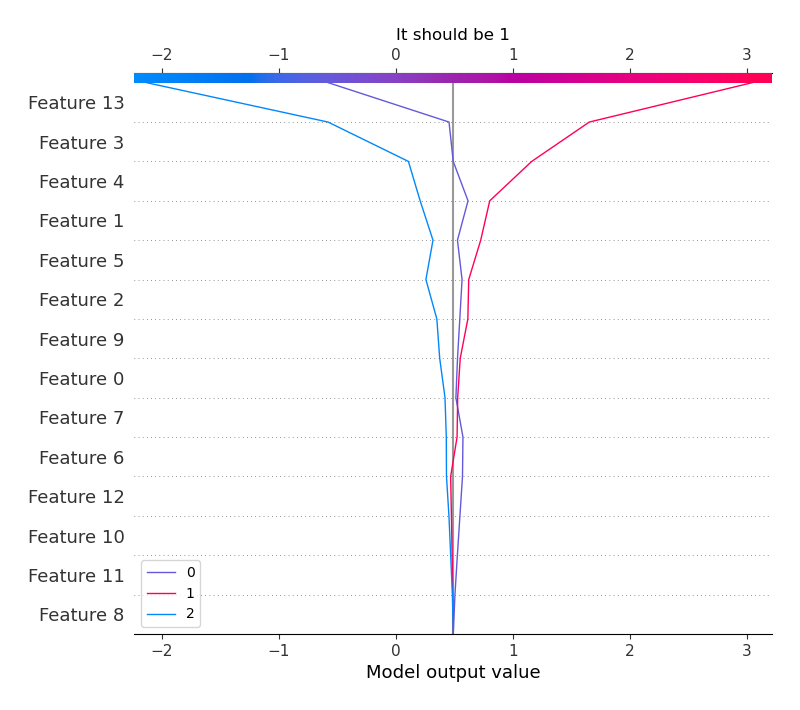 It should be 1
−2 −1 0 1 2 3
Feature 13
Feature 3
Feature 4
Feature 1
Feature 5
Feature 2
Feature 9
Feature 0
Feature 7
Feature 6
Feature 12
Feature 10
Feature 11
Feature 8
0
1
2
−2 −1 0 1 2 3
Model output value